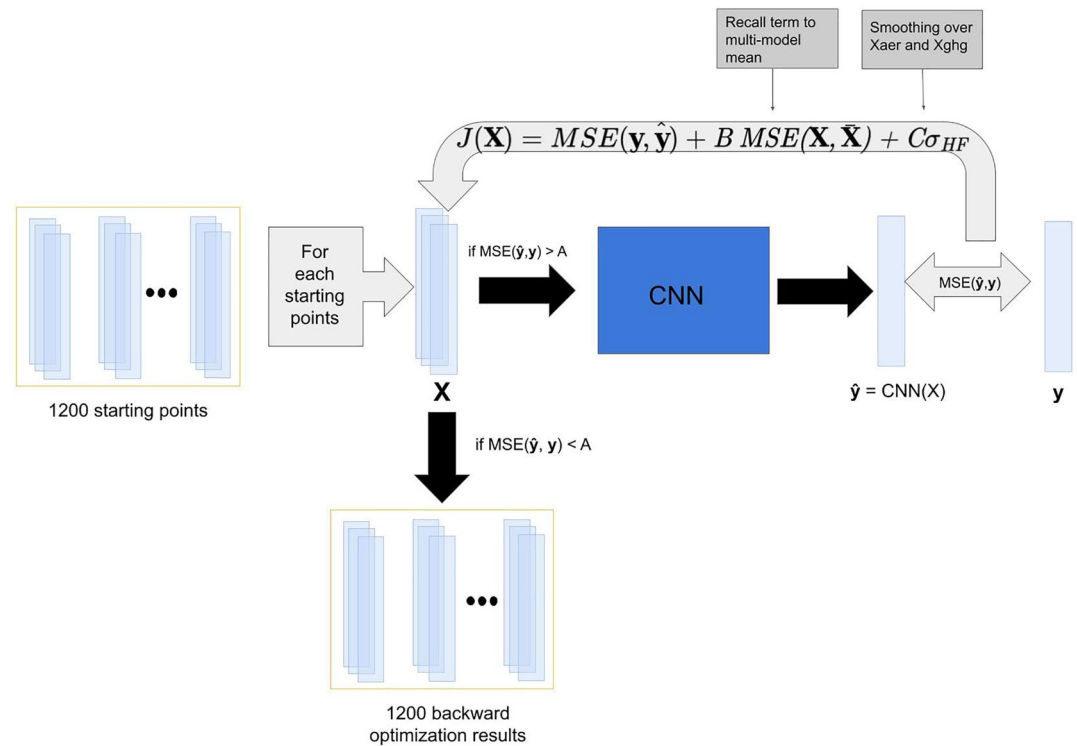 Recall term to
multi-model
mean
Smoothing over
Xaer and Xghg
J(X) = MSE(y, ŷ) + B MSE(X, X̄) + Cσ_HF
For
each
starting
points
if MSE(ŷ,y) > A
CNN
MSE(ŷ,y)
1200 starting points
X
ŷ = CNN(X)
y
if MSE(ŷ, y) < A
1200 backward
optimization results